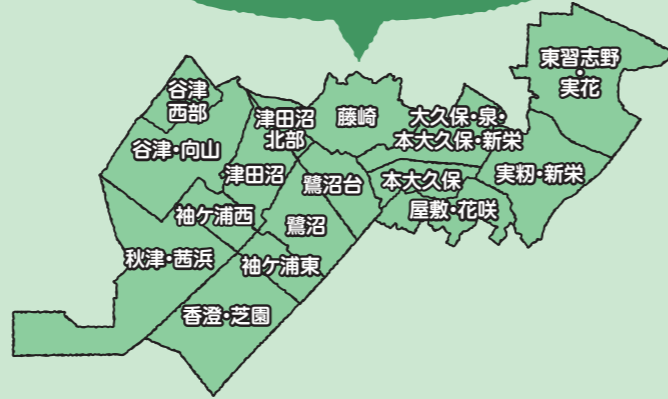 東習志野
・
実花
谷津
西部
津田沼
北部
藤崎
大久保・泉・
本大久保・新栄
谷津・向山
津田沼
鷺沼台
本大久保
実籾・新栄
袖ケ浦西
鷺沼
屋敷・花咲
秋津・茜浜
袖ケ浦東
香澄・芝園